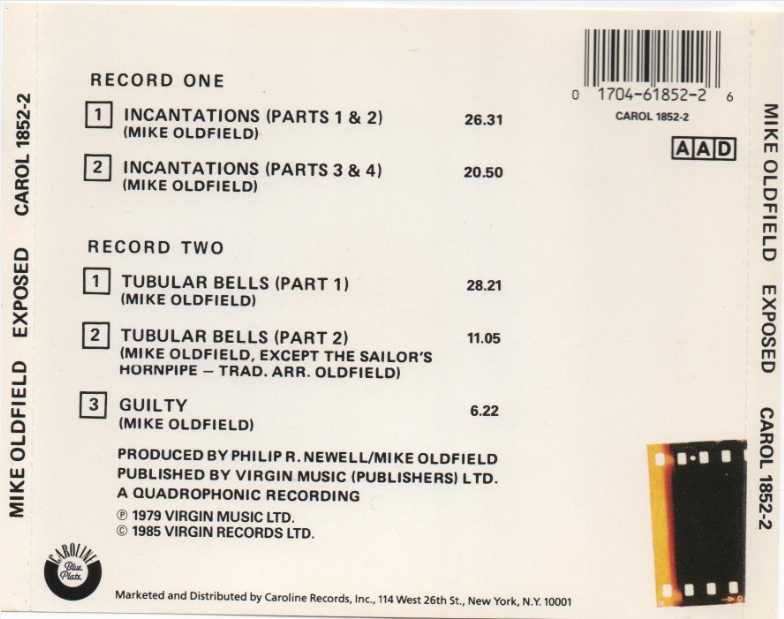 MIKE OLDFIELD EXPOSED CAROL 1852-2
RECORD ONE
1 INCANTATIONS (PARTS 1 & 2) 26.31
(MIKE OLDFIELD)
2 INCANTATIONS (PARTS 3 & 4) 20.50
(MIKE OLDFIELD)
RECORD TWO
1 TUBULAR BELLS (PART 1) 28.21
(MIKE OLDFIELD)
2 TUBULAR BELLS (PART 2) 11.05
(MIKE OLDFIELD, EXCEPT THE SAILOR'S
HORNPIPE – TRAD. ARR. OLDFIELD)
3 GUILTY 6.22
(MIKE OLDFIELD)
PRODUCED BY PHILIP R. NEWELL/MIKE OLDFIELD
PUBLISHED BY VIRGIN MUSIC (PUBLISHERS) LTD.
A QUADROPHONIC RECORDING
℗ 1979 VIRGIN MUSIC LTD.
© 1985 VIRGIN RECORDS LTD.
CAROLINE
Blue
Plate
Marketed and Distributed by Caroline Records, Inc., 114 West 26th St., New York, N.Y. 10001
0 1704-61852-2 6
CAROL 1852-2
AAD
MIKE OLDFIELD EXPOSED CAROL 1852-2